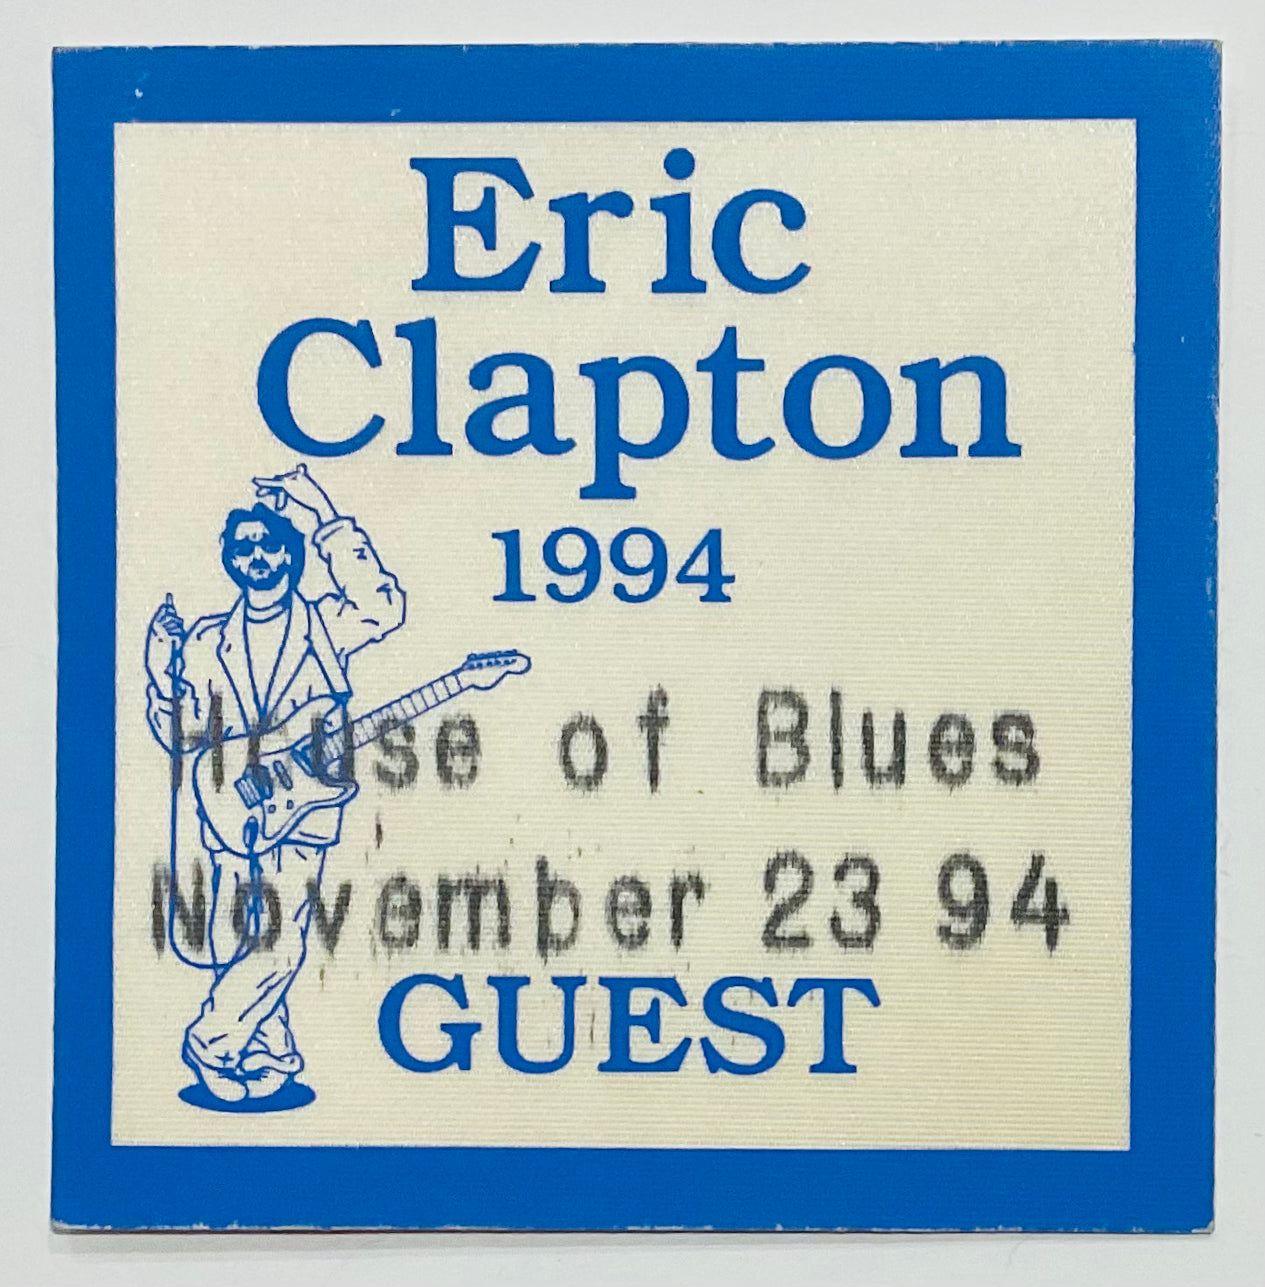 Eric
Clapton
1994
House of Blues
November 23 94
GUEST